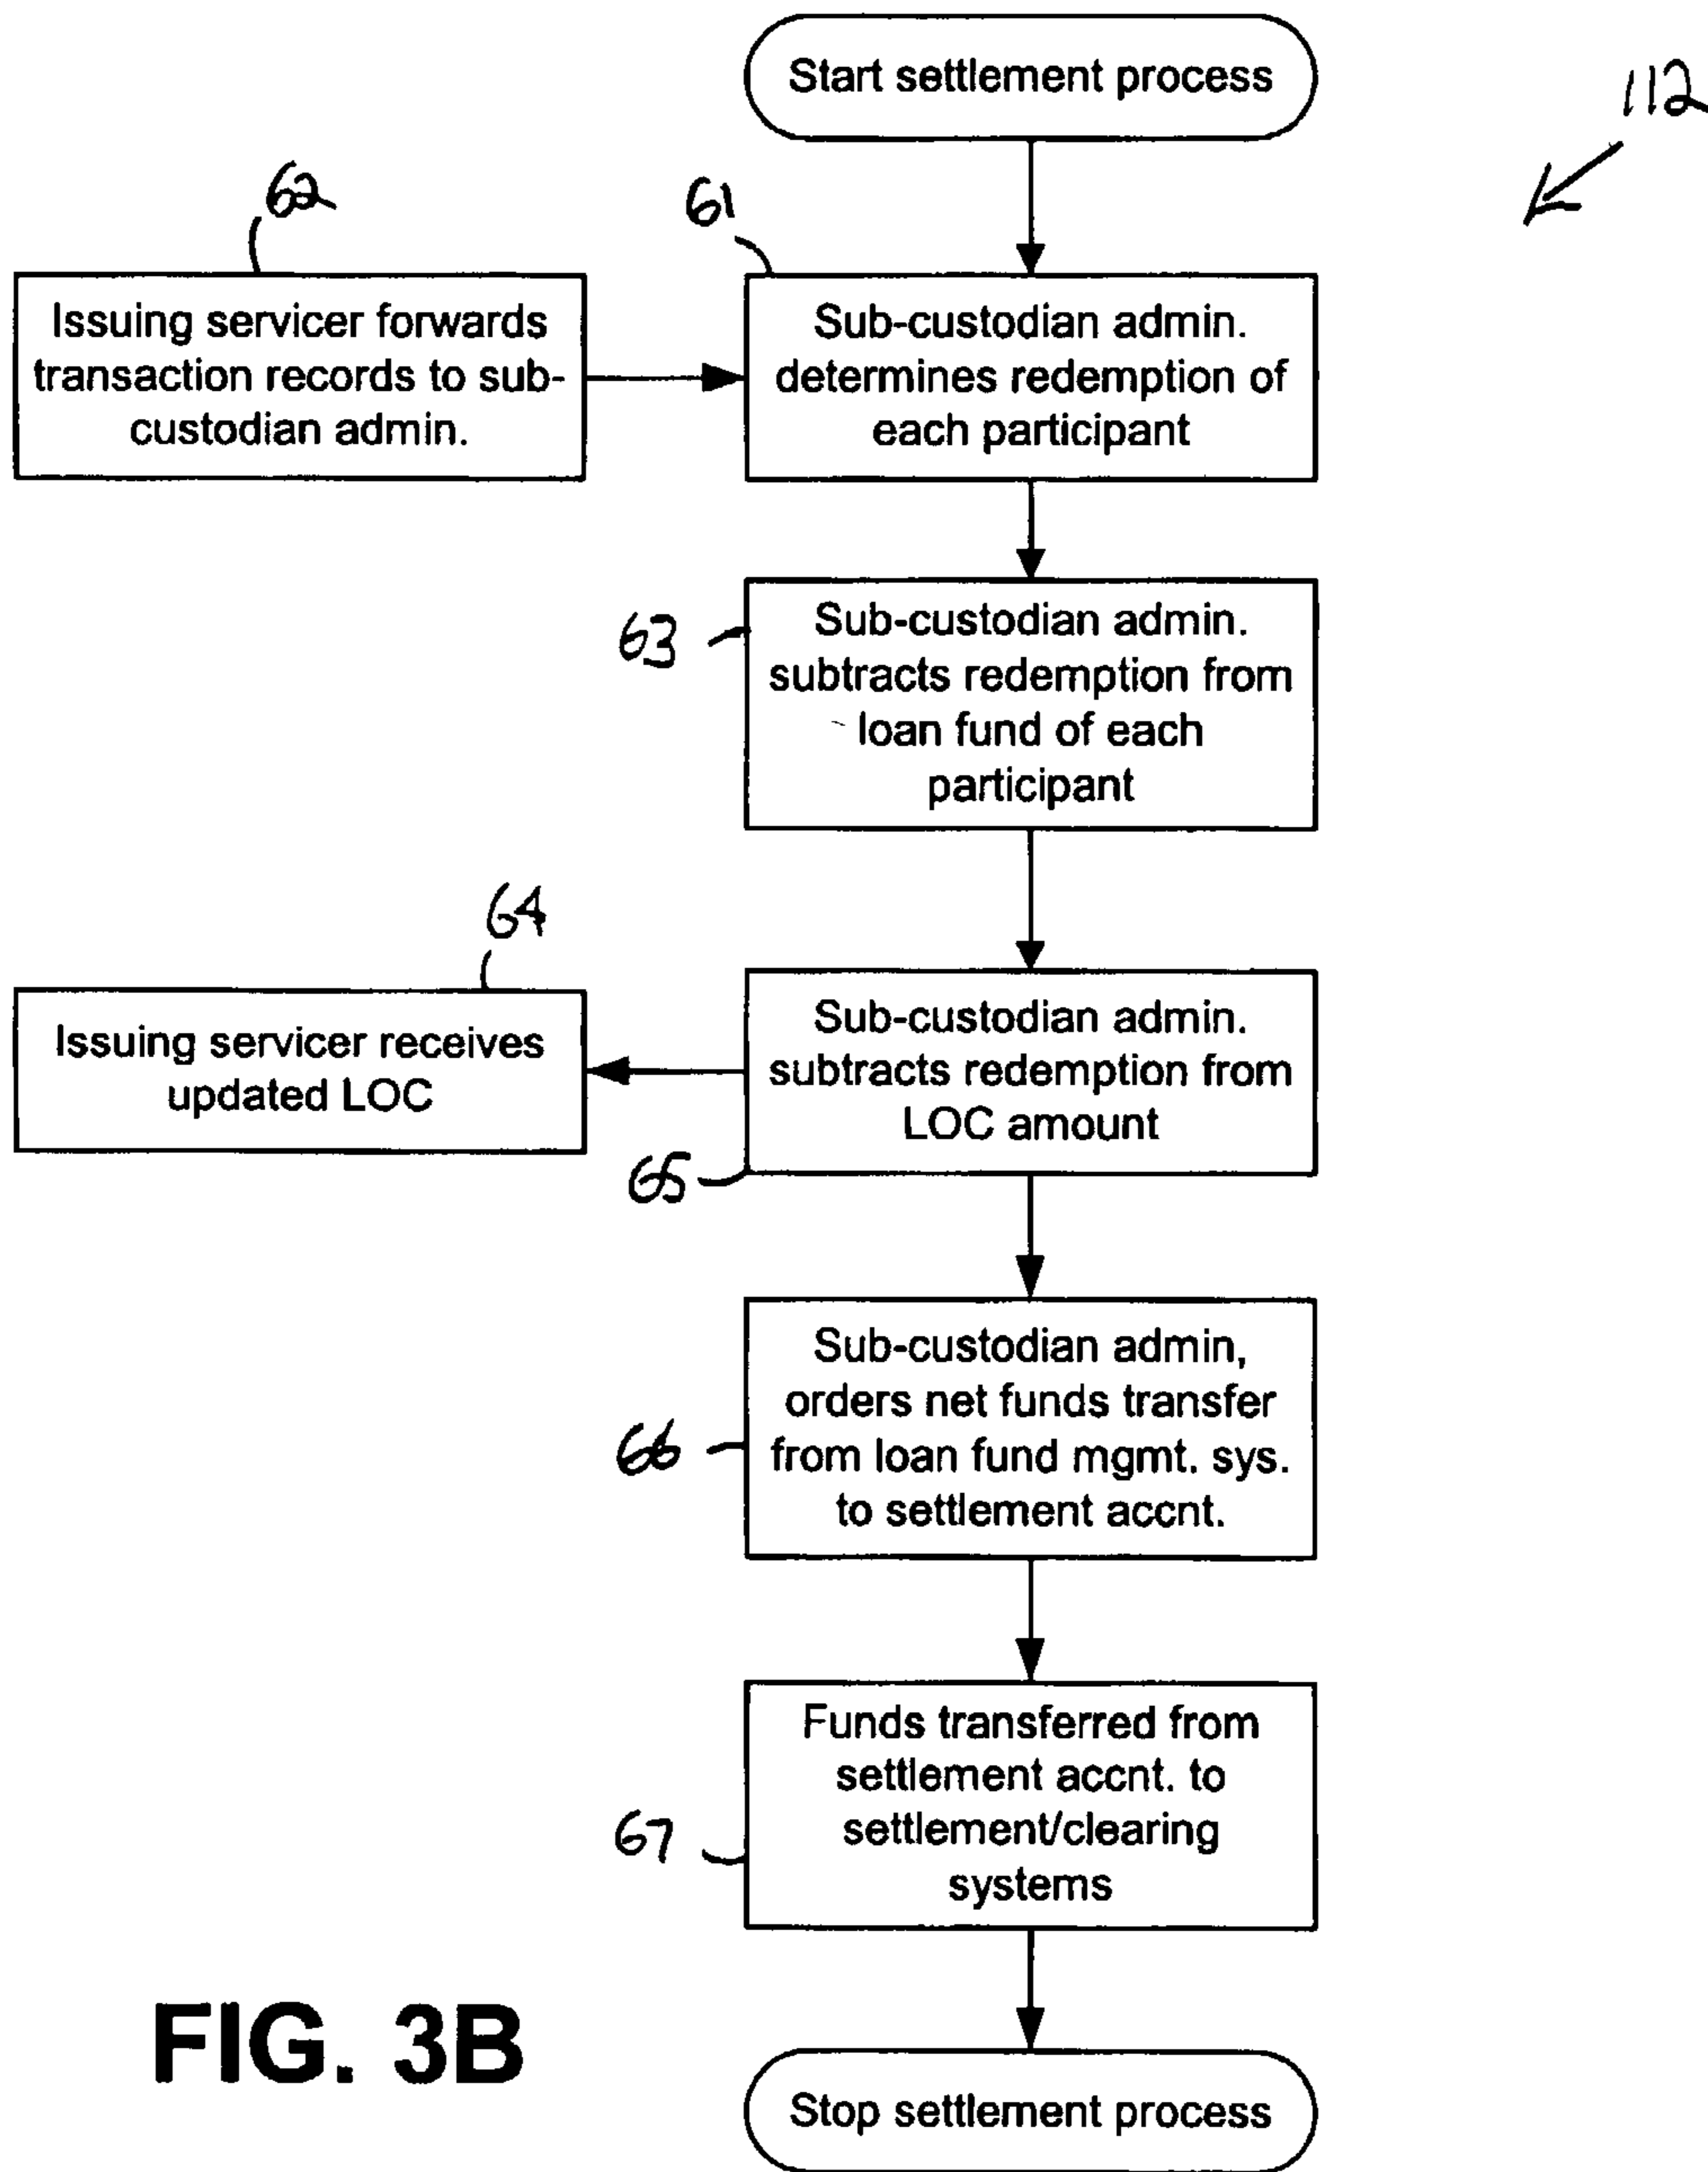 Start settlement process
112
62
61
Issuing servicer forwards
transaction records to sub-
custodian admin.
Sub-custodian admin.
determines redemption of
each participant
63
Sub-custodian admin.
subtracts redemption from
loan fund of each
participant
64
Issuing servicer receives
updated LOC
Sub-custodian admin.
subtracts redemption from
LOC amount
65
Sub-custodian admin,
orders net funds transfer
from loan fund mgmt. sys.
to settlement accnt.
66
Funds transferred from
settlement accnt. to
settlement/clearing
systems
67
FIG. 3B
Stop settlement process